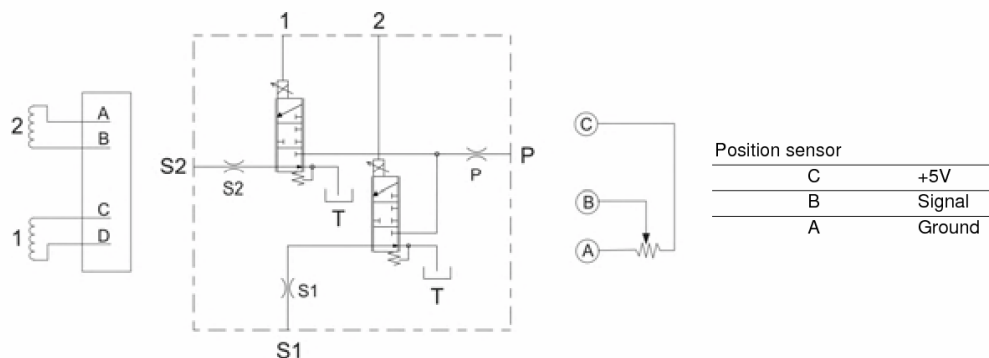 1 2
2
A
B
C
D
1
S2
S2
T
P
P
S1
T
S1
C
B
A
Position sensor
C +5V
B Signal
A Ground